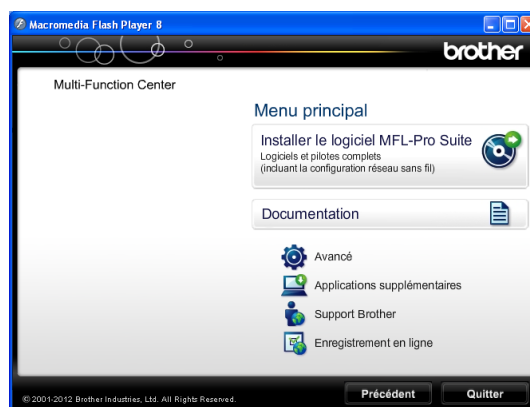 Macromedia Flash Player 8
brother
Multi-Function Center
Menu principal
Installer le logiciel MFL-Pro Suite
Logiciels et pilotes complets
(incluant la configuration réseau sans fil)
Documentation
Avancé
Applications supplémentaires
Support Brother
Enregistrement en ligne
© 2001-2012 Brother Industries, Ltd. All Rights Reserved.
Précédent
Quitter